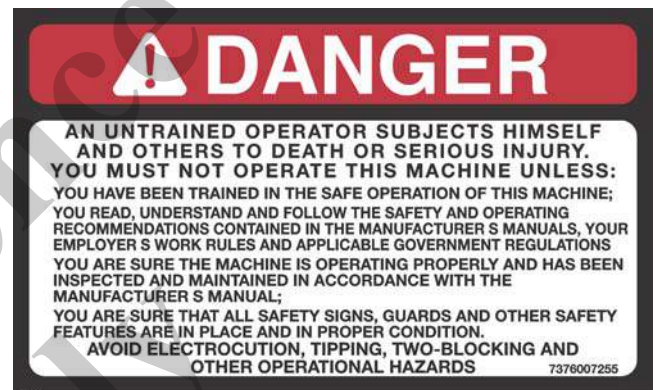 DANGER
AN UNTRAINED OPERATOR SUBJECTS HIMSELF
AND OTHERS TO DEATH OR SERIOUS INJURY.
YOU MUST NOT OPERATE THIS MACHINE UNLESS:
YOU HAVE BEEN TRAINED IN THE SAFE OPERATION OF THIS MACHINE;
YOU READ, UNDERSTAND AND FOLLOW THE SAFETY AND OPERATING
RECOMMENDATIONS CONTAINED IN THE MANUFACTURER S MANUALS, YOUR
EMPLOYER S WORK RULES AND APPLICABLE GOVERNMENT REGULATIONS
YOU ARE SURE THE MACHINE IS OPERATING PROPERLY AND HAS BEEN
INSPECTED AND MAINTAINED IN ACCORDANCE WITH THE
MANUFACTURER S MANUAL;
YOU ARE SURE THAT ALL SAFETY SIGNS, GUARDS AND OTHER SAFETY
FEATURES ARE IN PLACE AND IN PROPER CONDITION.
AVOID ELECTROCUTION, TIPPING, TWO-BLOCKING AND
OTHER OPERATIONAL HAZARDS 7376007255